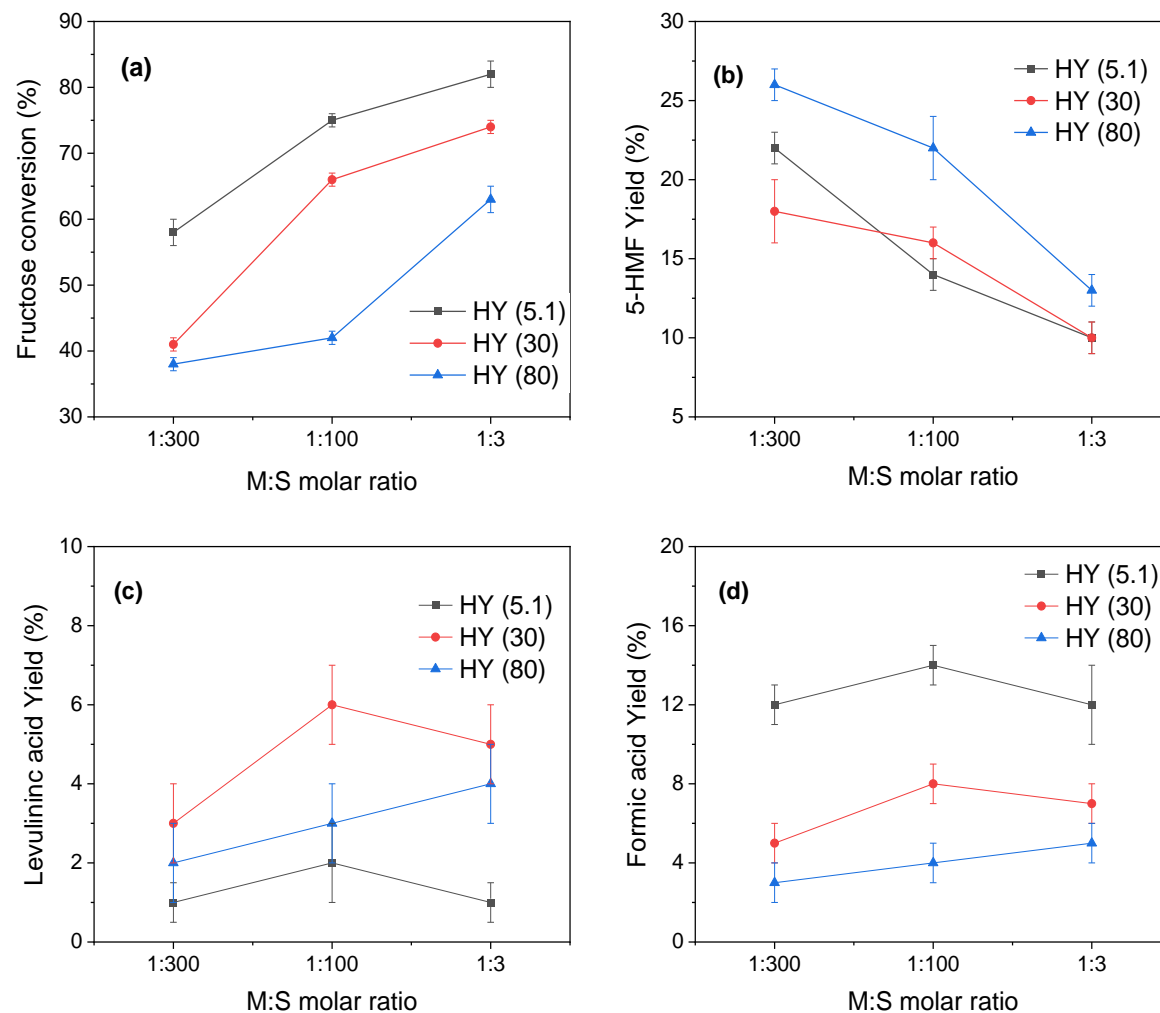 (a)
Fructose conversion (%)
90
80
70
60
50
40
30
HY (5.1)
HY (30)
HY (80)
1:300 1:100 1:3
M:S molar ratio
(b)
5-HMF Yield (%)
30
25
20
15
10
5
HY (5.1)
HY (30)
HY (80)
1:300 1:100 1:3
M:S molar ratio
(c)
Levulininc acid Yield (%)
10
8
6
4
2
0
HY (5.1)
HY (30)
HY (80)
1:300 1:100 1:3
M:S molar ratio
(d)
Formic acid Yield (%)
20
16
12
8
4
0
HY (5.1)
HY (30)
HY (80)
1:300 1:100 1:3
M:S molar ratio